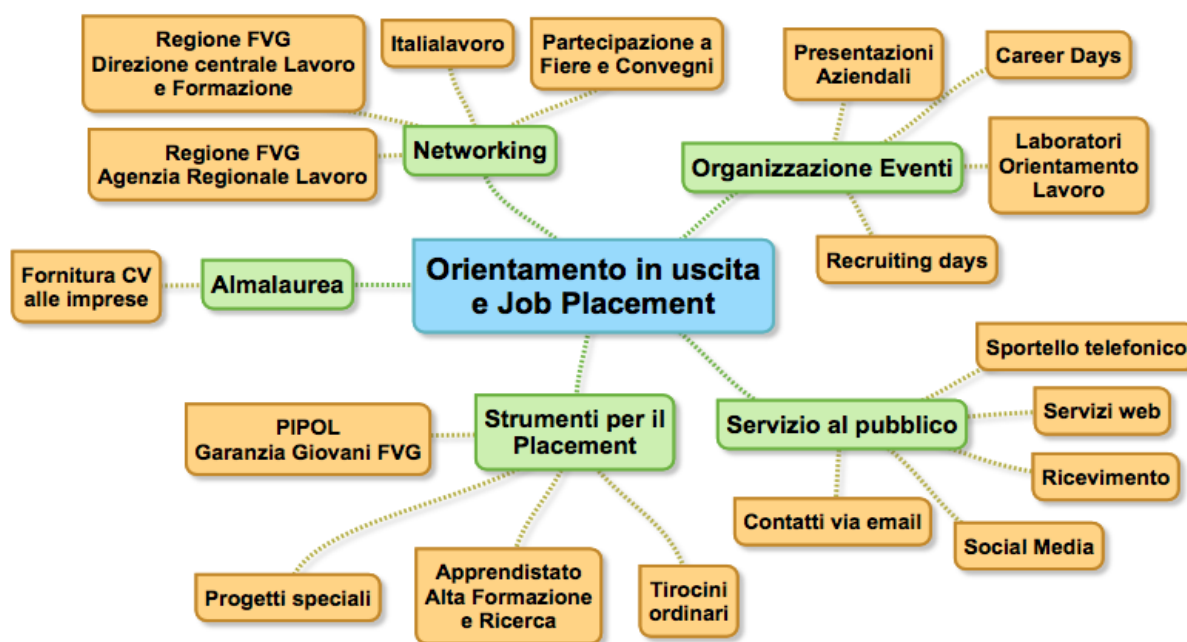 Regione FVG
Direzione centrale Lavoro
e Formazione
Italialavoro
Partecipazione a
Fiere e Convegni
Regione FVG
Agenzia Regionale Lavoro
Networking
Presentazioni
Aziendali
Career Days
Organizzazione Eventi
Laboratori
Orientamento
Lavoro
Recruiting days
Fornitura CV
alle imprese
Almalaurea
Orientamento in uscita
e Job Placement
Sportello telefonico
Servizio al pubblico
Servizi web
Ricevimento
Contatti via email
Social Media
PIPOL
Garanzia Giovani FVG
Strumenti per il
Placement
Progetti speciali
Apprendistato
Alta Formazione
e Ricerca
Tirocini
ordinari